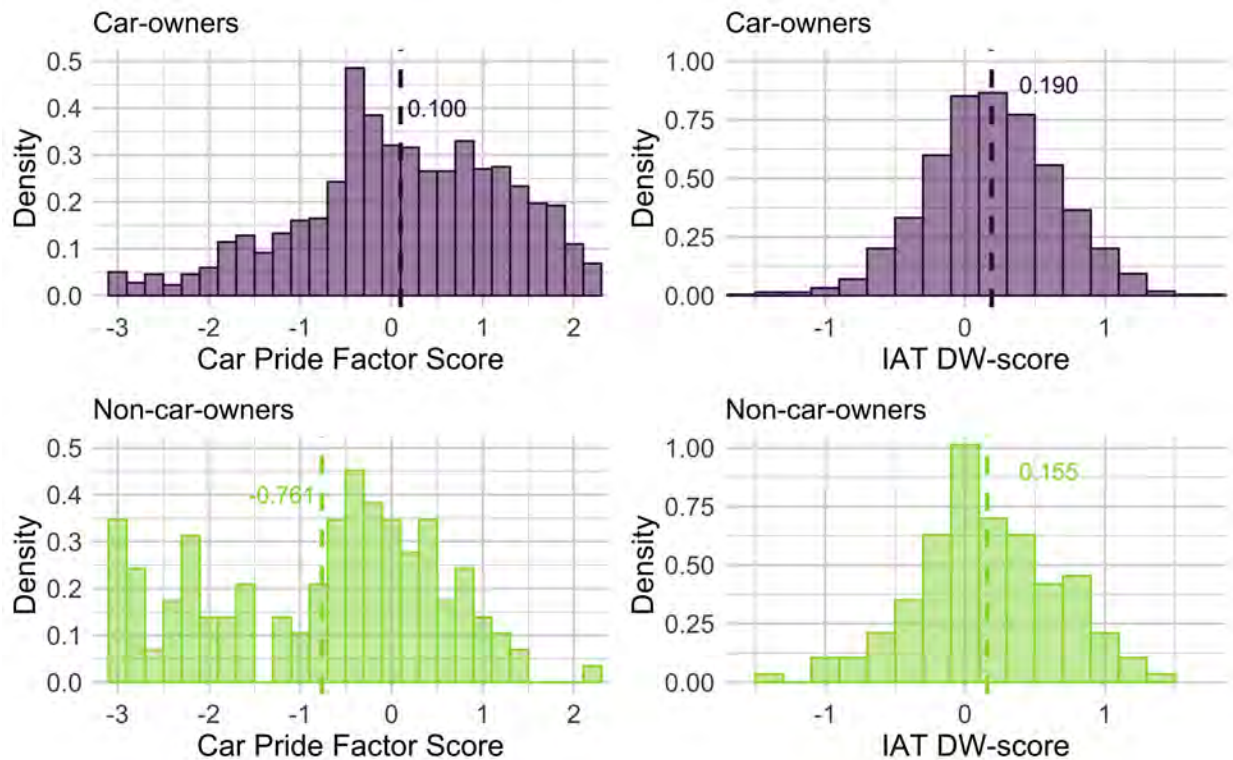 Car-owners
0.5
0.4
0.3
0.2
0.1
0.0
Density
0.100
-3 -2 -1 0 1 2
Car Pride Factor Score
Car-owners
1.00
0.75
0.50
0.25
0.00
Density
0.190
-1 0 1
IAT DW-score
Non-car-owners
0.5
0.4
0.3
0.2
0.1
0.0
Density
-0.761
-3 -2 -1 0 1 2
Car Pride Factor Score
Non-car-owners
1.00
0.75
0.50
0.25
0.00
Density
0.155
-1 0 1
IAT DW-score